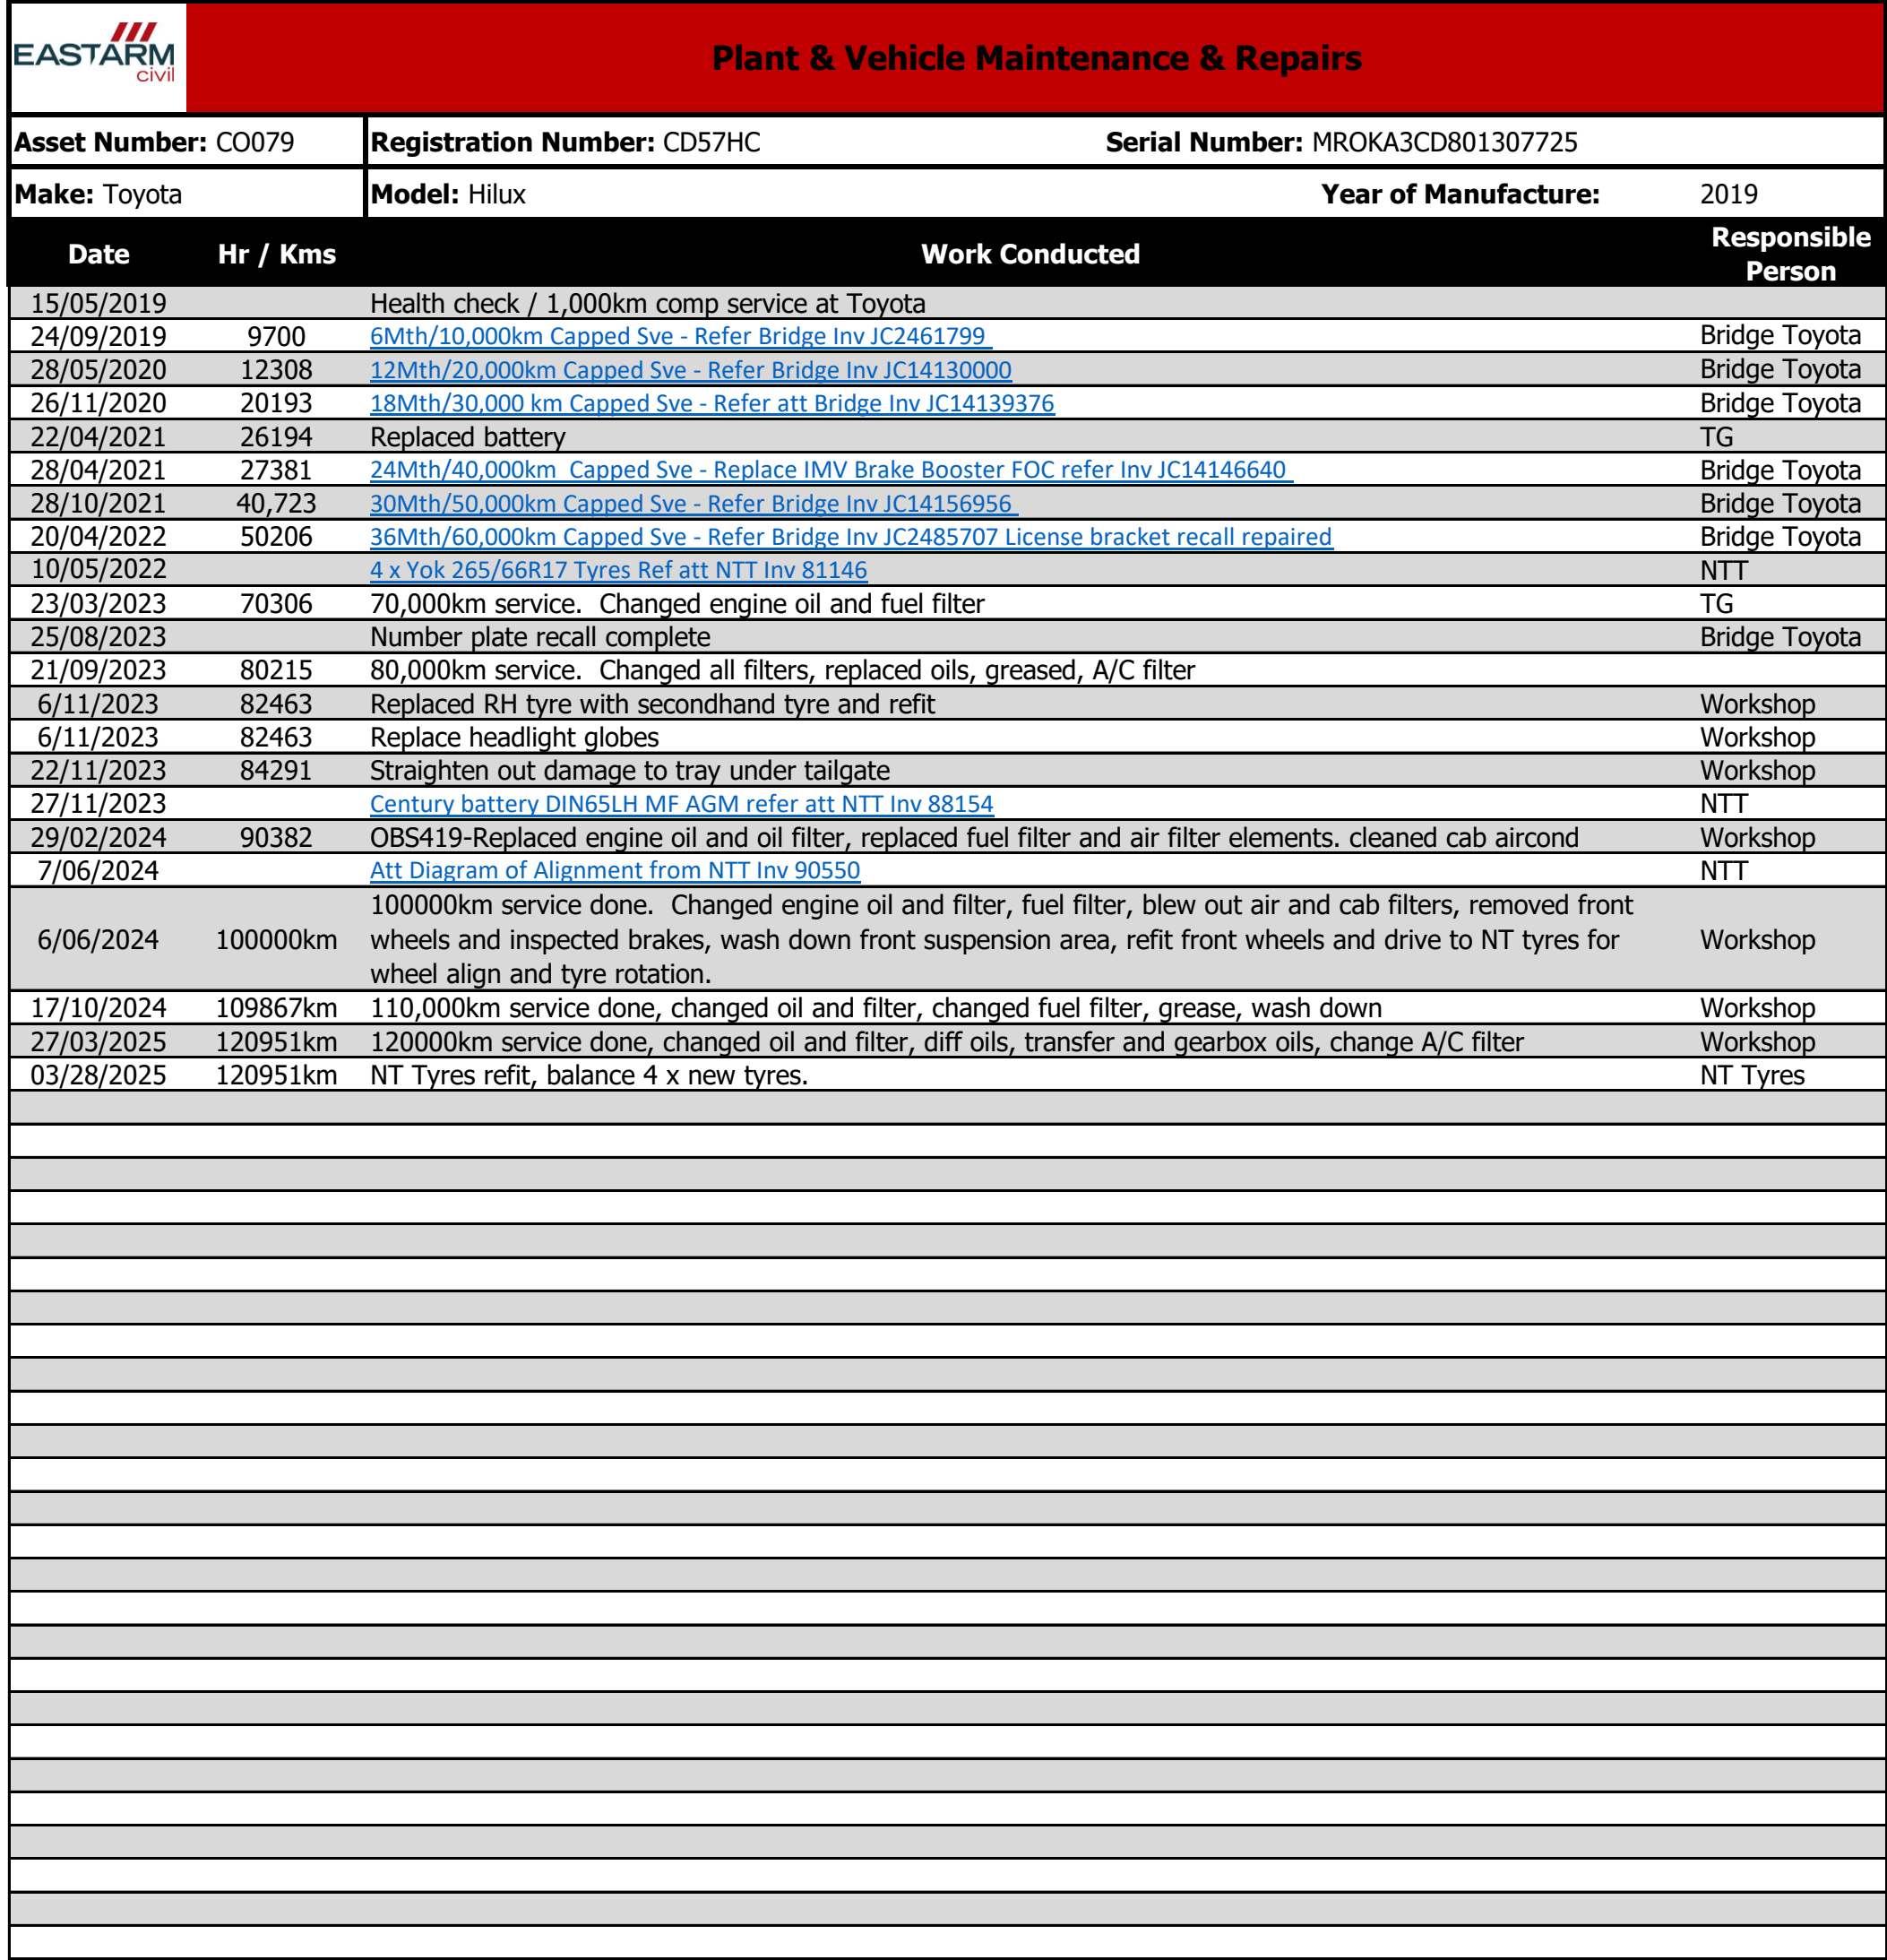 EASTARM
civil
Plant & Vehicle Maintenance & Repairs
Asset Number: CO079 Registration Number: CD57HC Serial Number: MROKA3CD801307725
Make: Toyota Model: Hilux Year of Manufacture: 2019
Date Hr / Kms Work Conducted Responsible Person
15/05/2019 Health check / 1,000km comp service at Toyota
24/09/2019 9700 6Mth/10,000km Capped Sve - Refer Bridge Inv JC2461799 Bridge Toyota
28/05/2020 12308 12Mth/20,000km Capped Sve - Refer Bridge Inv JC14130000 Bridge Toyota
26/11/2020 20193 18Mth/30,000 km Capped Sve - Refer att Bridge Inv JC14139376 Bridge Toyota
22/04/2021 26194 Replaced battery TG
28/04/2021 27381 24Mth/40,000km Capped Sve - Replace IMV Brake Booster FOC refer Inv JC14146640 Bridge Toyota
28/10/2021 40,723 30Mth/50,000km Capped Sve - Refer Bridge Inv JC14156956 Bridge Toyota
20/04/2022 50206 36Mth/60,000km Capped Sve - Refer Bridge Inv JC2485707 License bracket recall repaired Bridge Toyota
10/05/2022 4 x Yok 265/66R17 Tyres Ref att NTT Inv 81146 NTT
23/03/2023 70306 70,000km service. Changed engine oil and fuel filter TG
25/08/2023 Number plate recall complete Bridge Toyota
21/09/2023 80215 80,000km service. Changed all filters, replaced oils, greased, A/C filter
6/11/2023 82463 Replaced RH tyre with secondhand tyre and refit Workshop
6/11/2023 82463 Replace headlight globes Workshop
22/11/2023 84291 Straighten out damage to tray under tailgate Workshop
27/11/2023 Century battery DIN65LH MF AGM refer att NTT Inv 88154 NTT
29/02/2024 90382 OBS419-Replaced engine oil and oil filter, replaced fuel filter and air filter elements. cleaned cab aircond Workshop
7/06/2024 Att Diagram of Alignment from NTT Inv 90550 NTT
6/06/2024 100000km 100000km service done. Changed engine oil and filter, fuel filter, blew out air and cab filters, removed front
wheels and inspected brakes, wash down front suspension area, refit front wheels and drive to NT tyres for
wheel align and tyre rotation. Workshop
17/10/2024 109867km 110,000km service done, changed oil and filter, changed fuel filter, grease, wash down Workshop
27/03/2025 120951km 120000km service done, changed oil and filter, diff oils, transfer and gearbox oils, change A/C filter Workshop
03/28/2025 120951km NT Tyres refit, balance 4 x new tyres. NT Tyres